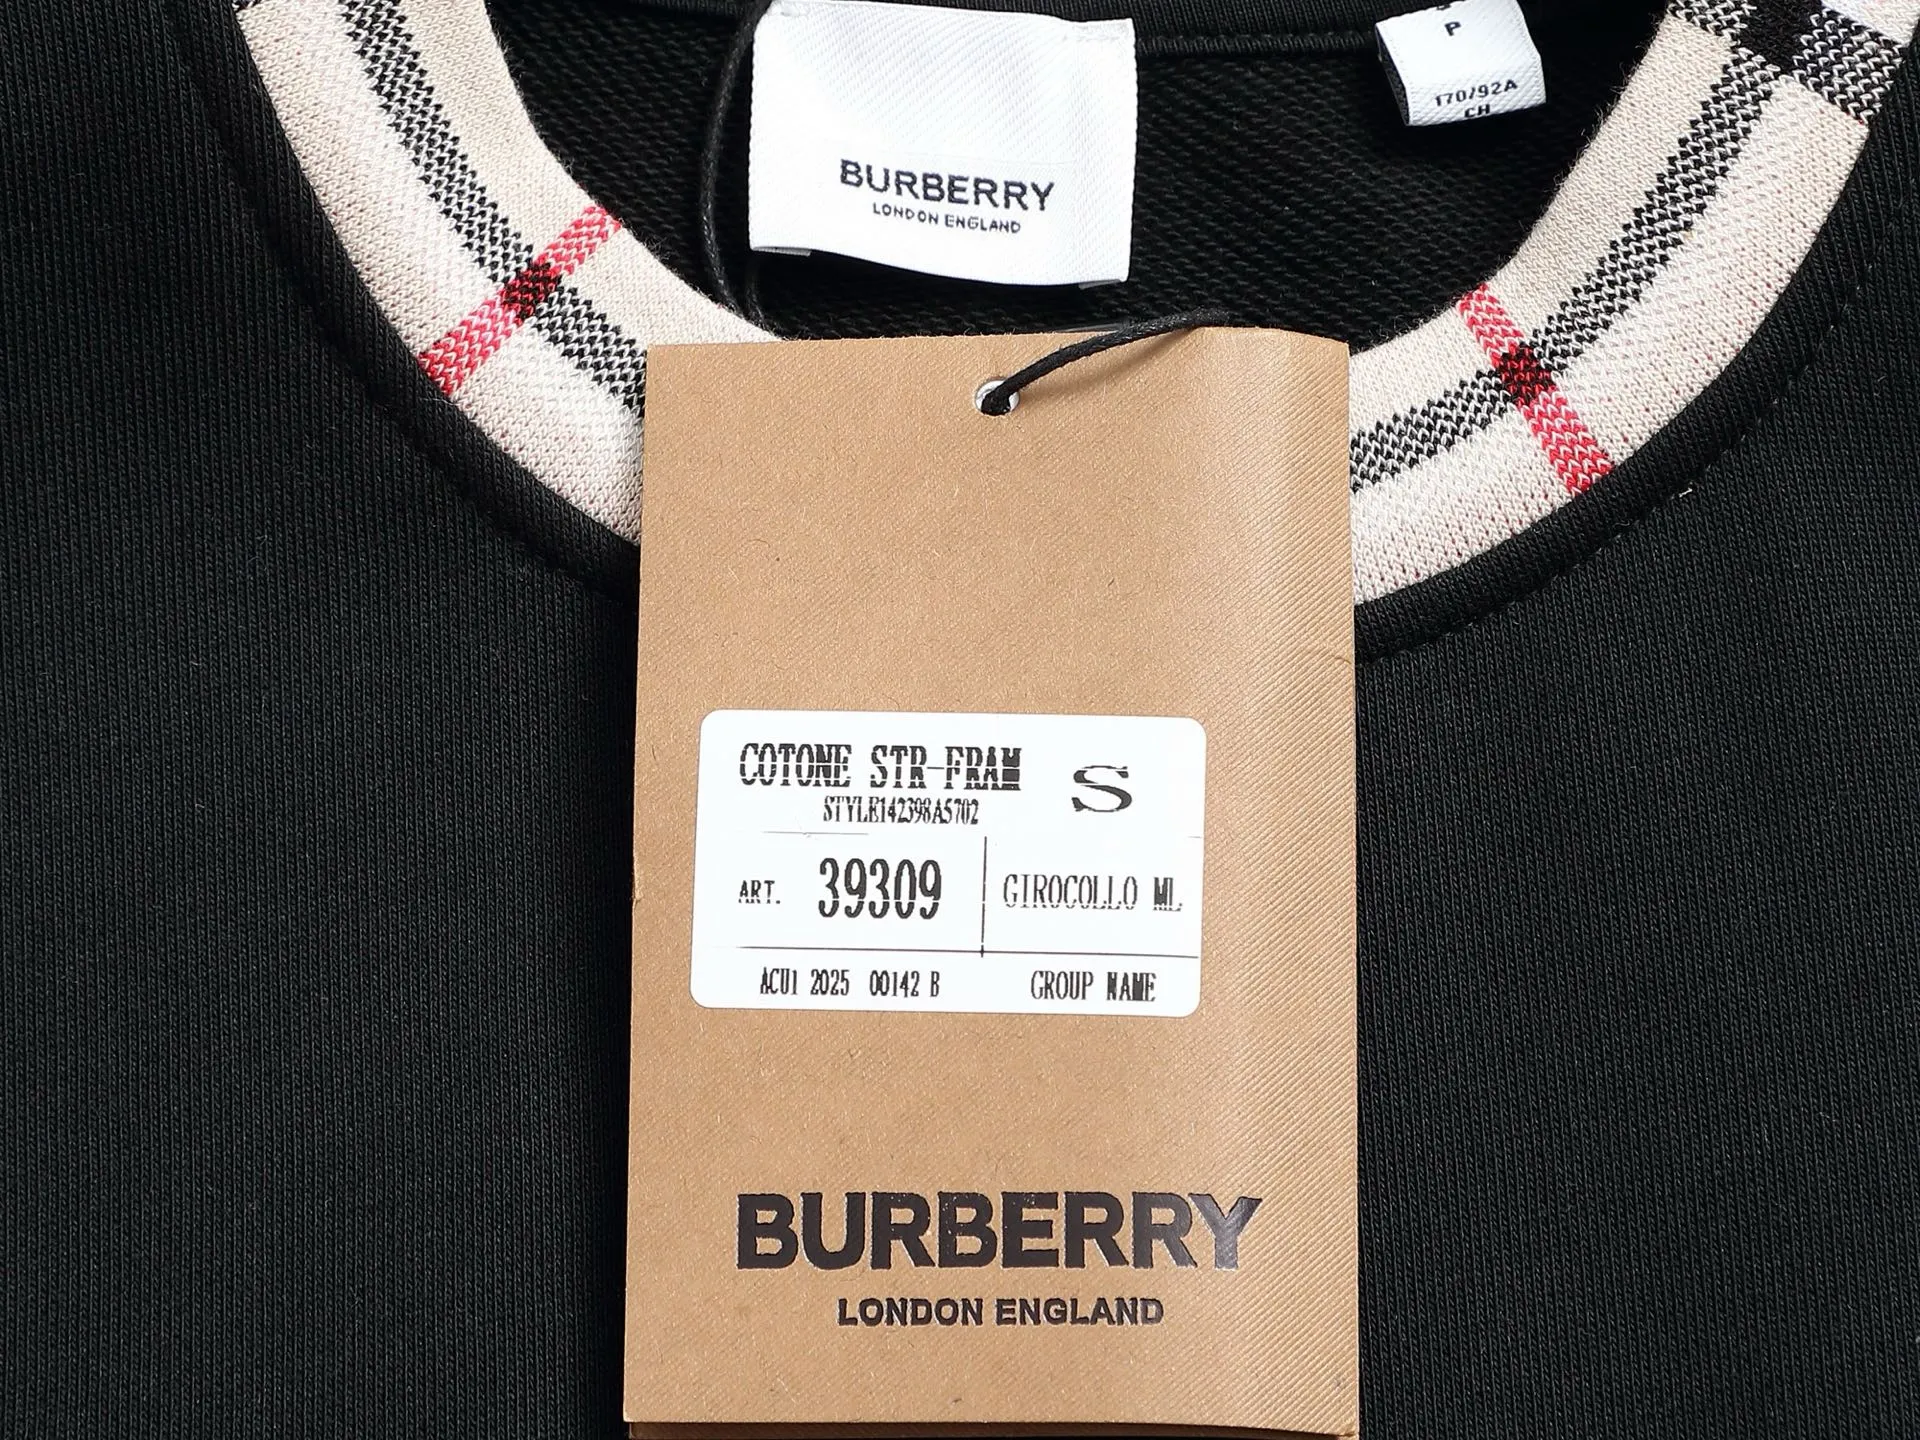 BURBERRY
LONDON ENGLAND
P
170/92A
CH
COTONE STR-FRAM
S
STYLE142398A5702
ART. 39309
GIROCOLLO ML
ACU1 2025 00142 B
GROUP NAME
BURBERRY
LONDON ENGLAND